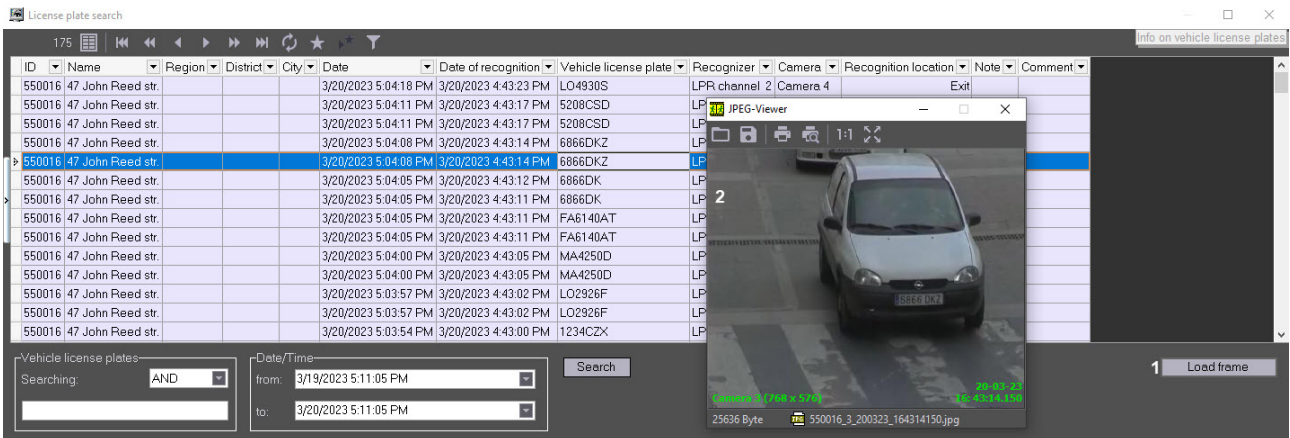 License plate search
175
Info on vehicle license plates
ID Name Region District City Date Date of recognition Vehicle license plate Recognizer Camera Recognition location Note Comment
550016 47 John Reed str. 3/20/2023 5:04:18 PM 3/20/2023 4:43:23 PM LO4930S LPR channel 2 Camera 4 Exit
550016 47 John Reed str. 3/20/2023 5:04:11 PM 3/20/2023 4:43:17 PM 5208CSD LP
550016 47 John Reed str. 3/20/2023 5:04:11 PM 3/20/2023 4:43:17 PM 5208CSD LP
550016 47 John Reed str. 3/20/2023 5:04:08 PM 3/20/2023 4:43:14 PM 6866DKZ LP
550016 47 John Reed str. 3/20/2023 5:04:08 PM 3/20/2023 4:43:14 PM 6866DKZ LP
550016 47 John Reed str. 3/20/2023 5:04:05 PM 3/20/2023 4:43:12 PM 6866DK LP
550016 47 John Reed str. 3/20/2023 5:04:05 PM 3/20/2023 4:43:11 PM 6866DK LP
550016 47 John Reed str. 3/20/2023 5:04:05 PM 3/20/2023 4:43:11 PM FA6140AT LP
550016 47 John Reed str. 3/20/2023 5:04:05 PM 3/20/2023 4:43:11 PM FA6140AT LP
550016 47 John Reed str. 3/20/2023 5:04:00 PM 3/20/2023 4:43:05 PM MA4250D LP
550016 47 John Reed str. 3/20/2023 5:04:00 PM 3/20/2023 4:43:05 PM MA4250D LP
550016 47 John Reed str. 3/20/2023 5:03:57 PM 3/20/2023 4:43:02 PM LO2926F LP
550016 47 John Reed str. 3/20/2023 5:03:57 PM 3/20/2023 4:43:02 PM LO2926F LP
550016 47 John Reed str. 3/20/2023 5:03:54 PM 3/20/2023 4:43:00 PM 1234CZX LP
JPEG-Viewer
1:1
2
6866 DKZ
20-03-23
Camera 3 (768 x 576) 16:43:14.150
25636 Byte 550016_3_200323_164314150.jpg
Vehicle license plates
Searching: AND
Date/Time
from: 3/19/2023 5:11:05 PM
to: 3/20/2023 5:11:05 PM
Search
1 Load frame